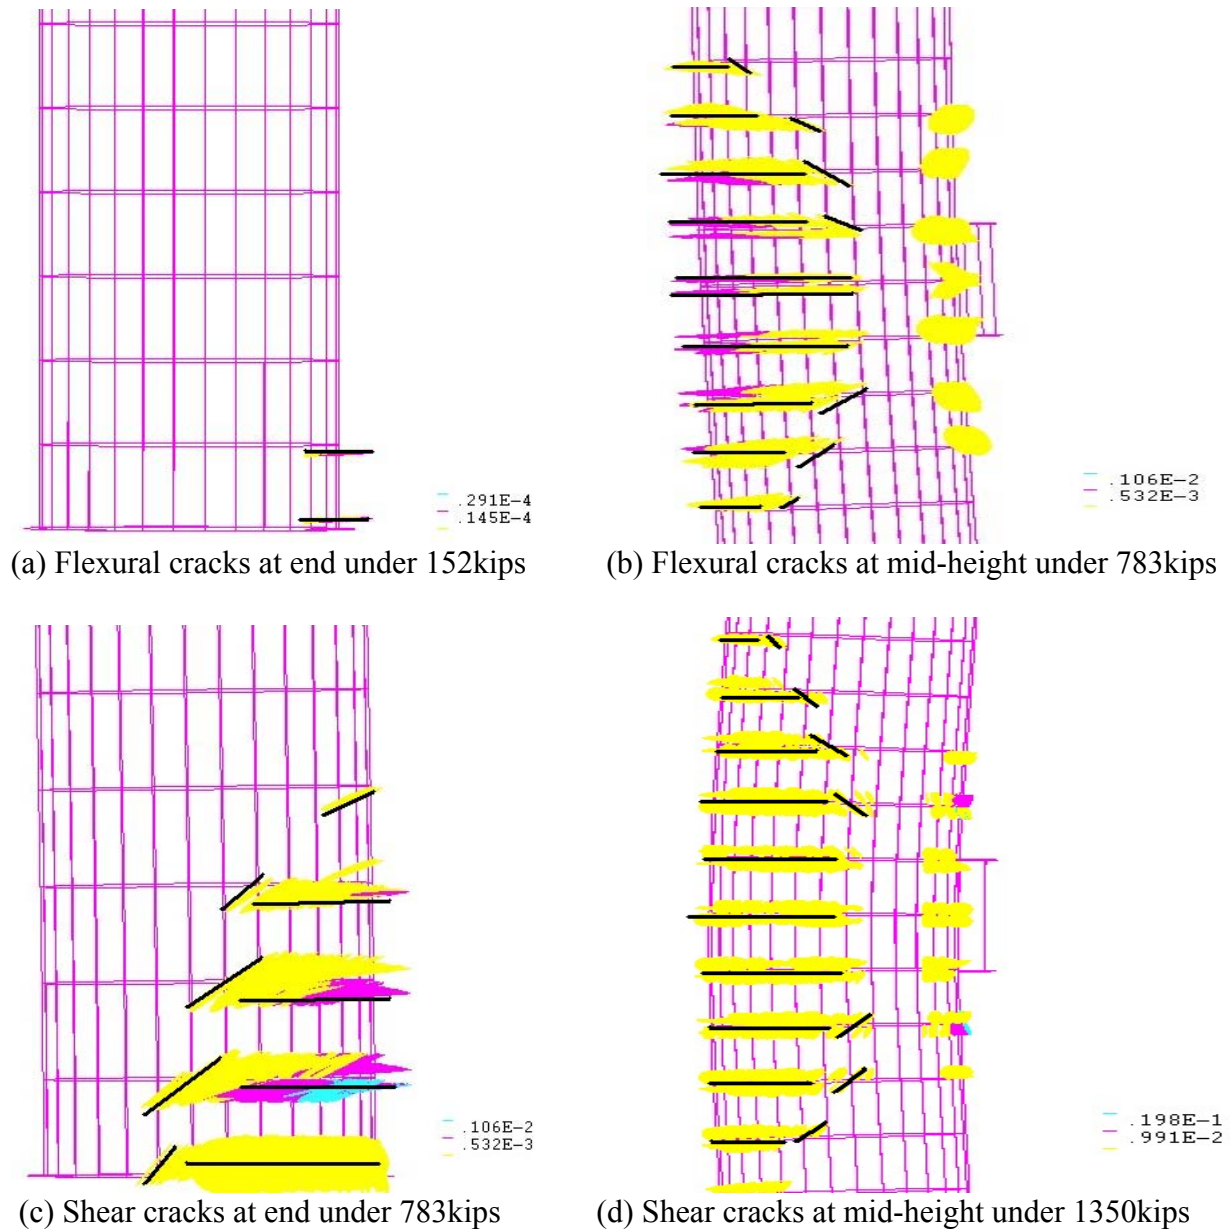 .291E-4
.145E-4
.106E-2
.532E-3
(a) Flexural cracks at end under 152kips
(b) Flexural cracks at mid-height under 783kips
.106E-2
.532E-3
.198E-1
.991E-2
(c) Shear cracks at end under 783kips
(d) Shear cracks at mid-height under 1350kips